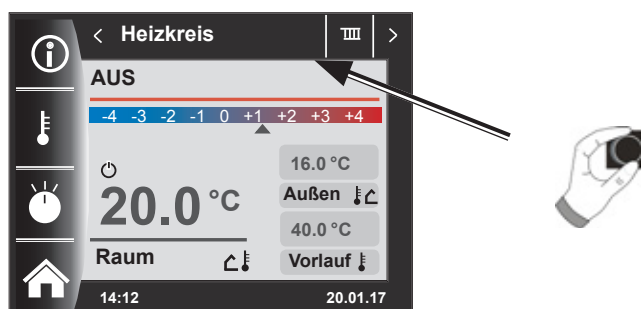 < Heizkreis >
AUS
-4 -3 -2 -1 0 +1 +2 +3 +4
16.0 °C
Außen
20.0 °C
40.0 °C
Raum
Vorlauf
14:12 20.01.17